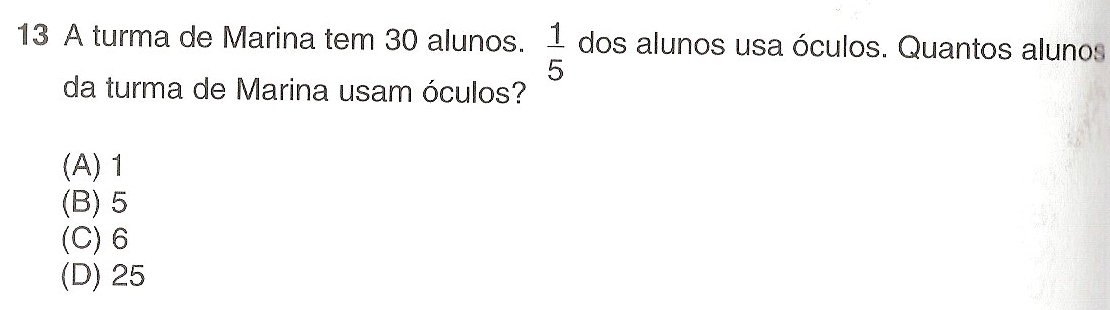 13 A turma de Marina tem 30 alunos. 1/5 dos alunos usa óculos. Quantos alunos
da turma de Marina usam óculos?
(A) 1
(B) 5
(C) 6
(D) 25